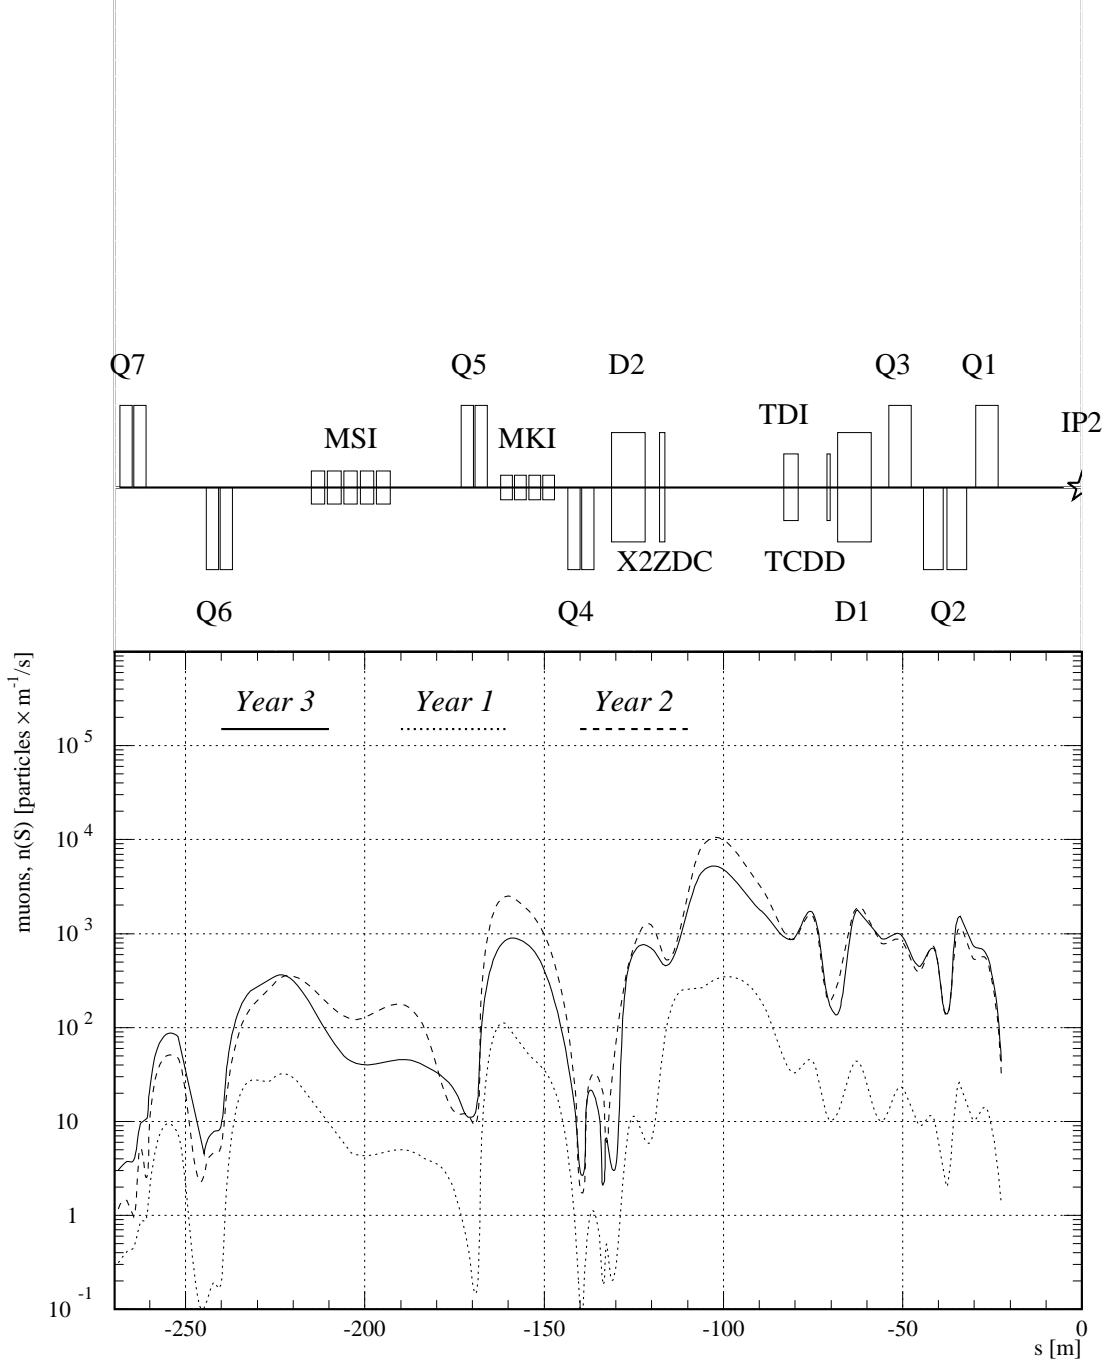 Q7 Q5 D2 Q3 Q1
TDI
IP2
MSI MKI
X2ZDC TCDD
Q6 Q4 D1 Q2
muons, n(S) [particles × m⁻¹/s]
Year 3 Year 1 Year 2
10⁵
10⁴
10³
10²
10
1
10⁻¹
-250 -200 -150 -100 -50 0
s [m]